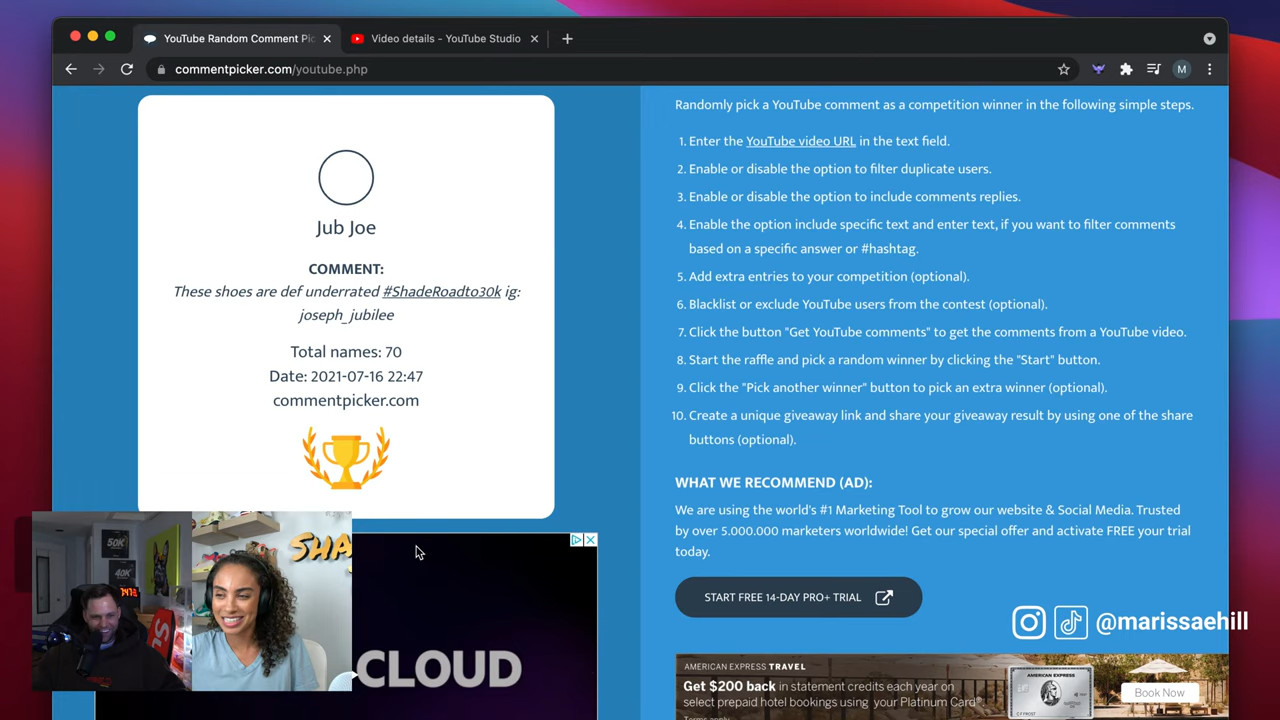 YouTube Random Comment Pic
Video details - YouTube Studio
commentpicker.com/youtube.php
M
Jub Joe
COMMENT:
These shoes are def underrated #ShadeRoadto30k ig:
joseph_jubilee
Total names: 70
Date: 2021-07-16 22:47
commentpicker.com
Randomly pick a YouTube comment as a competition winner in the following simple steps.
1. Enter the YouTube video URL in the text field.
2. Enable or disable the option to filter duplicate users.
3. Enable or disable the option to include comments replies.
4. Enable the option include specific text and enter text, if you want to filter comments
based on a specific answer or #hashtag.
5. Add extra entries to your competition (optional).
6. Blacklist or exclude YouTube users from the contest (optional).
7. Click the button "Get YouTube comments" to get the comments from a YouTube video.
8. Start the raffle and pick a random winner by clicking the "Start" button.
9. Click the "Pick another winner" button to pick an extra winner (optional).
10. Create a unique giveaway link and share your giveaway result by using one of the share
buttons (optional).
WHAT WE RECOMMEND (AD):
We are using the world's #1 Marketing Tool to grow our website & Social Media. Trusted
by over 5.000.000 marketers worldwide! Get our special offer and activate FREE your trial
today.
START FREE 14-DAY PRO+ TRIAL
@marissaehill
50K
40K
SHA
CLOUD
AMERICAN EXPRESS TRAVEL
Get $200 back in statement credits each year on
select prepaid hotel bookings using your Platinum Card®.
Terms apply
AMERICAN EXPRESS
Book Now